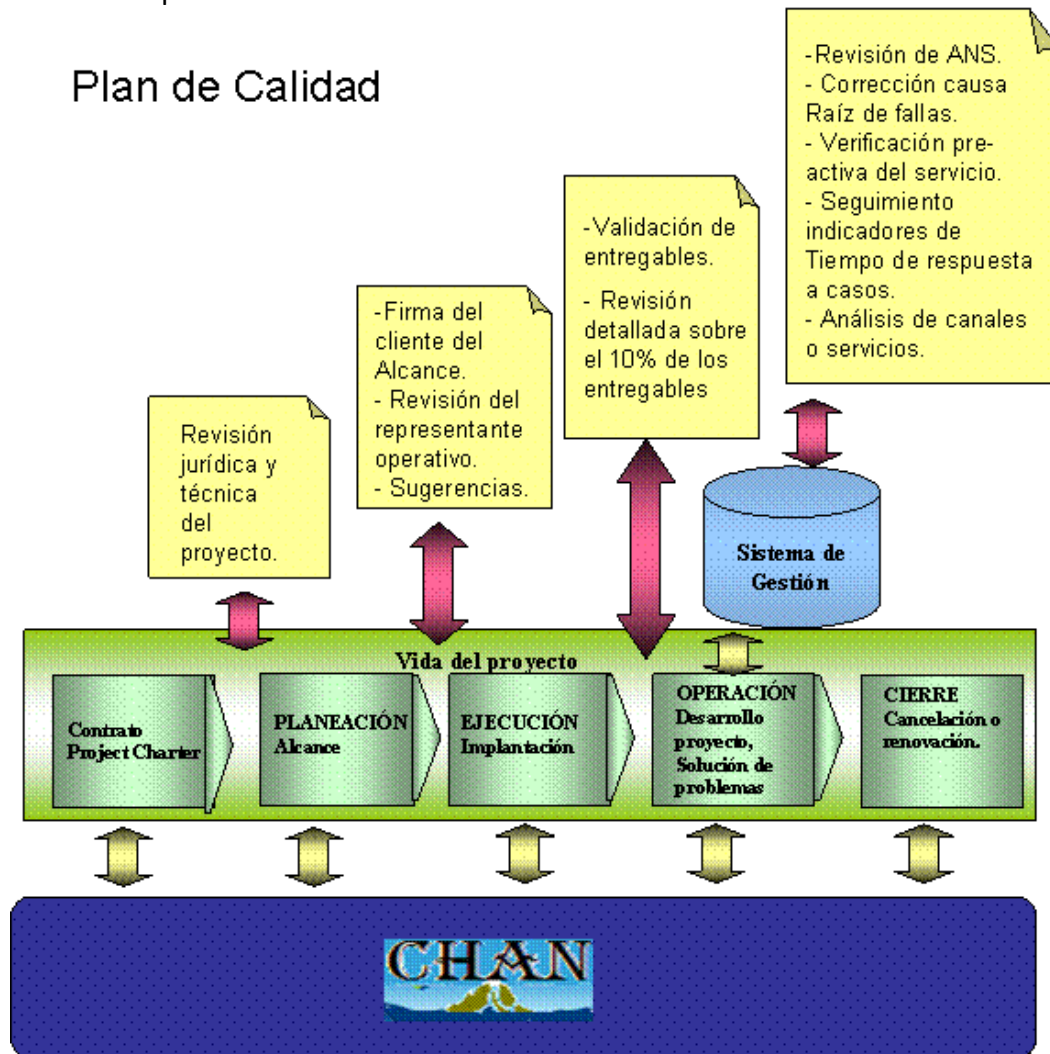 Plan de Calidad
-Revisión de ANS.
- Corrección causa
Raíz de fallas.
- Verificación pre-
activa del servicio.
- Seguimiento
indicadores de
Tiempo de respuesta
a casos.
- Análisis de canales
o servicios.
-Validación de
entregables.
- Revisión
detallada sobre
el 10% de los
entregables
-Firma del
cliente del
Alcance.
- Revisión del
representante
operativo.
- Sugerencias.
Revisión
jurídica y
técnica
del
proyecto.
Sistema de
Gestión
Vida del proyecto
Contrato
Project Charter
PLANEACIÓN
Alcance
EJECUCIÓN
Implantación
OPERACIÓN
Desarrollo
proyecto,
Solución de
problemas
CIERRE
Cancelación o
renovación.
CHAN